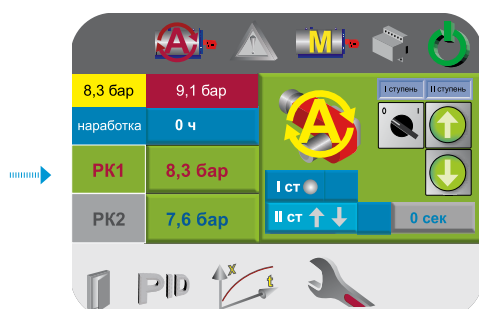 A M
8,3 бар 9,1 бар I ступень II ступень
наработка 0 ч A 0 I
РК1 8,3 бар
I ст
РК2 7,6 бар II ст 0 сек
PID x t